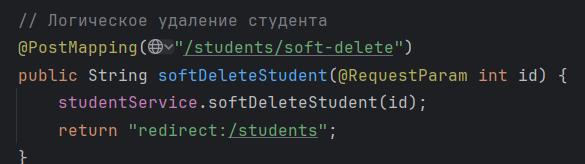 // Логическое удаление студента
@PostMapping("/students/soft-delete")
public String softDeleteStudent(@RequestParam int id) {
studentService.softDeleteStudent(id);
return "redirect:/students";
}